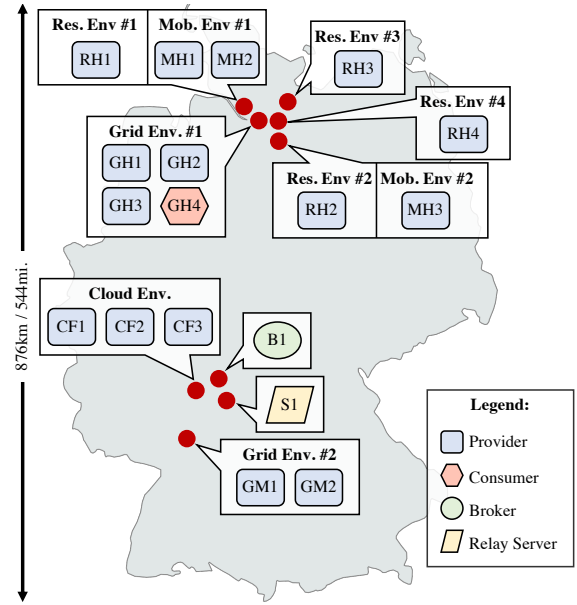 Res. Env #1 Mob. Env #1
RH1 MH1 MH2
Res. Env #3
RH3
Res. Env #4
RH4
Grid Env. #1
GH1 GH2
GH3 GH4
Res. Env #2 Mob. Env #2
RH2 MH3
876km / 544mi.
Cloud Env.
CF1 CF2 CF3
B1
S1
Grid Env. #2
GM1 GM2
Legend:
Provider
Consumer
Broker
Relay Server